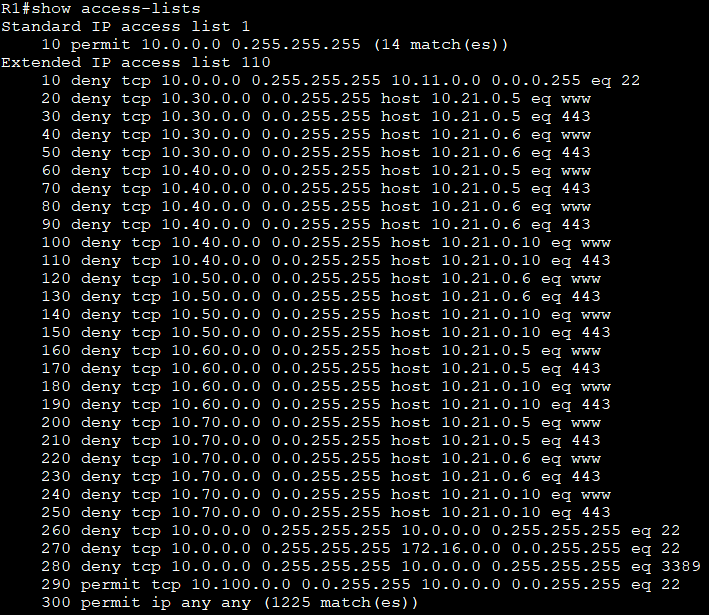 R1#show access-lists
Standard IP access list 1
10 permit 10.0.0.0 0.255.255.255 (14 match(es))
Extended IP access list 110
10 deny tcp 10.0.0.0 0.255.255.255 10.11.0.0 0.0.0.255 eq 22
20 deny tcp 10.30.0.0 0.0.255.255 host 10.21.0.5 eq www
30 deny tcp 10.30.0.0 0.0.255.255 host 10.21.0.5 eq 443
40 deny tcp 10.30.0.0 0.0.255.255 host 10.21.0.6 eq www
50 deny tcp 10.30.0.0 0.0.255.255 host 10.21.0.6 eq 443
60 deny tcp 10.40.0.0 0.0.255.255 host 10.21.0.5 eq www
70 deny tcp 10.40.0.0 0.0.255.255 host 10.21.0.5 eq 443
80 deny tcp 10.40.0.0 0.0.255.255 host 10.21.0.6 eq www
90 deny tcp 10.40.0.0 0.0.255.255 host 10.21.0.6 eq 443
100 deny tcp 10.40.0.0 0.0.255.255 host 10.21.0.10 eq www
110 deny tcp 10.40.0.0 0.0.255.255 host 10.21.0.10 eq 443
120 deny tcp 10.50.0.0 0.0.255.255 host 10.21.0.6 eq www
130 deny tcp 10.50.0.0 0.0.255.255 host 10.21.0.6 eq 443
140 deny tcp 10.50.0.0 0.0.255.255 host 10.21.0.10 eq www
150 deny tcp 10.50.0.0 0.0.255.255 host 10.21.0.10 eq 443
160 deny tcp 10.60.0.0 0.0.255.255 host 10.21.0.5 eq www
170 deny tcp 10.60.0.0 0.0.255.255 host 10.21.0.5 eq 443
180 deny tcp 10.60.0.0 0.0.255.255 host 10.21.0.10 eq www
190 deny tcp 10.60.0.0 0.0.255.255 host 10.21.0.10 eq 443
200 deny tcp 10.70.0.0 0.0.255.255 host 10.21.0.5 eq www
210 deny tcp 10.70.0.0 0.0.255.255 host 10.21.0.5 eq 443
220 deny tcp 10.70.0.0 0.0.255.255 host 10.21.0.6 eq www
230 deny tcp 10.70.0.0 0.0.255.255 host 10.21.0.6 eq 443
240 deny tcp 10.70.0.0 0.0.255.255 host 10.21.0.10 eq www
250 deny tcp 10.70.0.0 0.0.255.255 host 10.21.0.10 eq 443
260 deny tcp 10.0.0.0 0.255.255.255 10.0.0.0 0.255.255.255 eq 22
270 deny tcp 10.0.0.0 0.255.255.255 172.16.0.0 0.0.255.255 eq 22
280 deny tcp 10.0.0.0 0.255.255.255 10.0.0.0 0.255.255.255 eq 3389
290 permit tcp 10.100.0.0 0.0.255.255 10.0.0.0 0.0.255.255 eq 22
300 permit ip any any (1225 match(es))